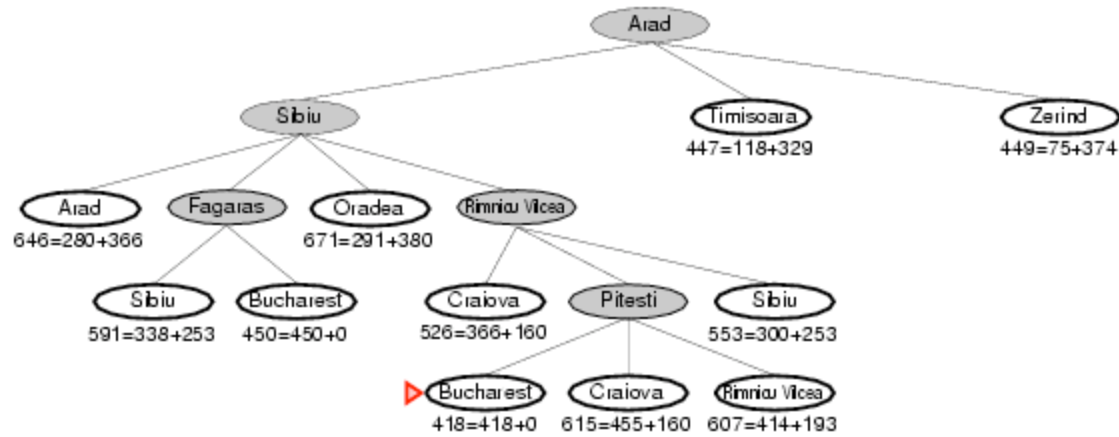 Arad
Sibiu
Timisoara
Zerind
447=118+329
449=75+374
Arad
Fagaras
Oradea
Rimnicu Vilcea
646=280+366
671=291+380
Sibiu
Bucharest
Craiova
Pitesti
Sibiu
591=338+253
450=450+0
526=366+160
553=300+253
Bucharest
Craiova
Rimnicu Vilcea
418=418+0
615=455+160
607=414+193